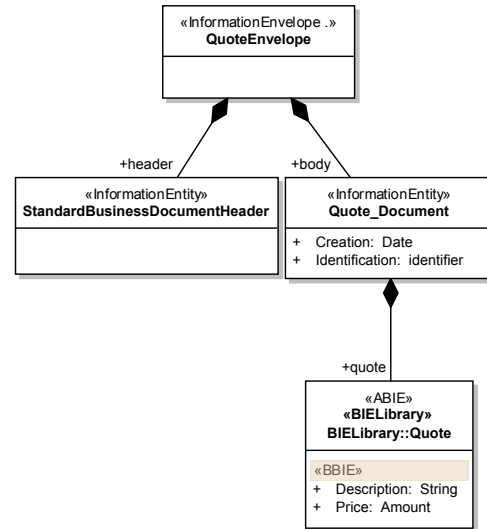 «InformationEnvelope .»
QuoteEnvelope
+header
+body
«InformationEntity»
StandardBusinessDocumentHeader
«InformationEntity»
Quote_Document
+ Creation: Date
+ Identification: identifier
+quote
«ABIE»
«BIELibrary»
BIELibrary::Quote
«BBIE»
+ Description: String
+ Price: Amount